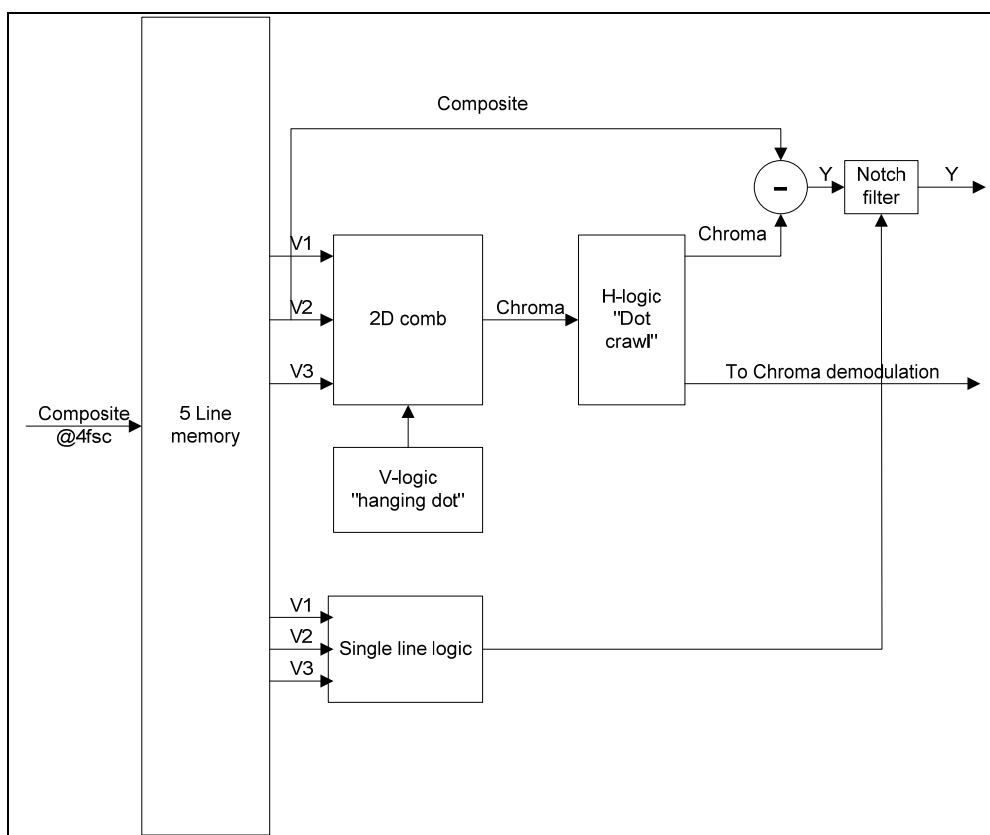 Composite
-
Y
Notch
filter
Y
Chroma
V1
V2
V3
2D comb
Chroma
H-logic
"Dot
crawl"
To Chroma demodulation
Composite
@4fsc
5 Line
memory
V-logic
"hanging dot"
V1
V2
V3
Single line logic